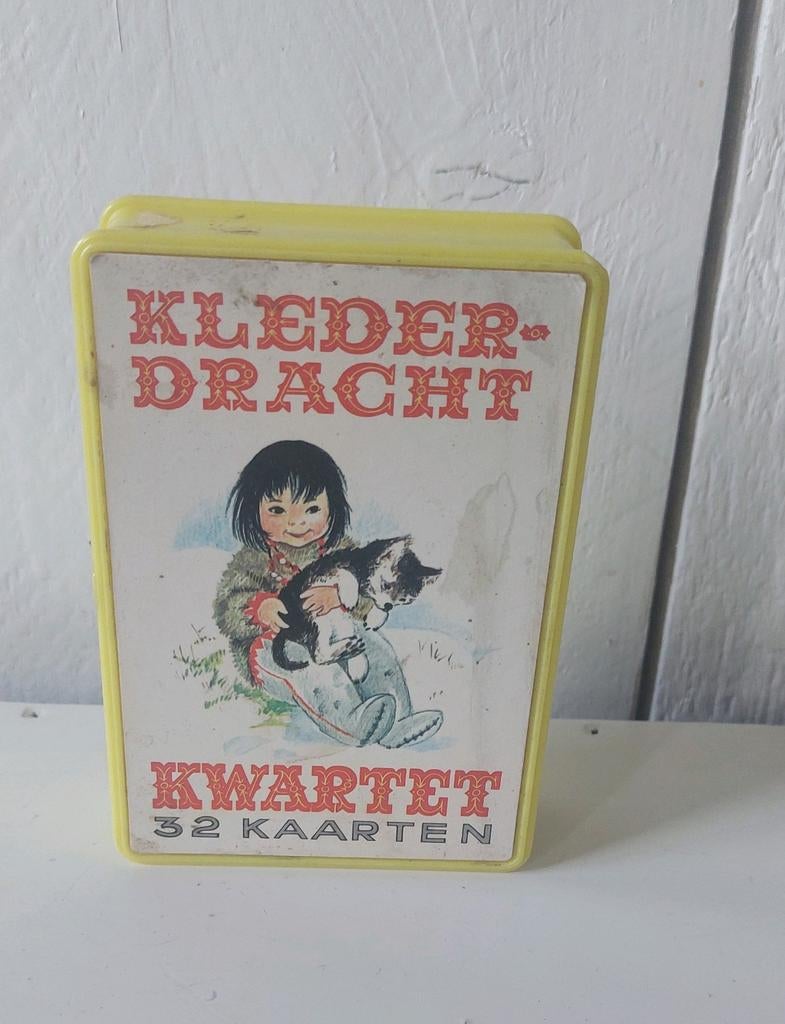 KLEDER-
DRACHT
KWARTET
32 KAARTEN